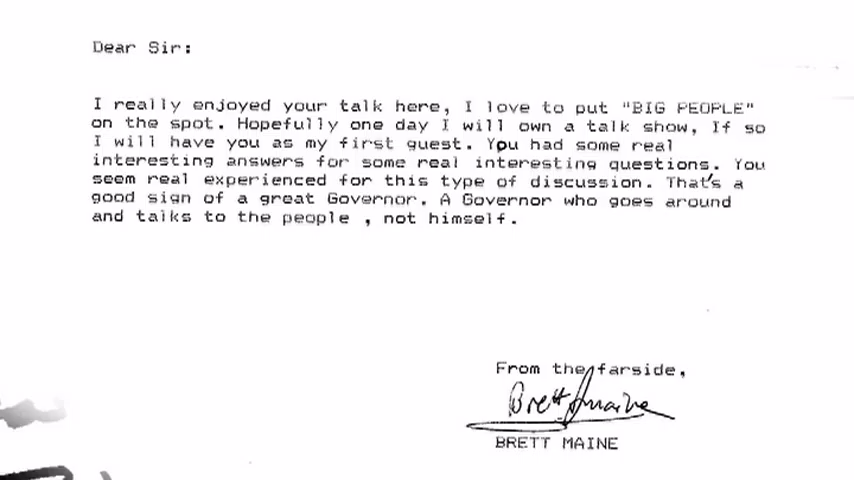 Dear Sir:
I really enjoyed your talk here, I love to put "BIG PEOPLE"
on the spot. Hopefully one day I will own a talk show, If so
I will have you as my first guest. You had some real
interesting answers for some real interesting questions. You
seem real experienced for this type of discussion. That's a
good sign of a great Governor. A Governor who goes around
and talks to the people , not himself.
From the farside,
Brett Maine
BRETT MAINE